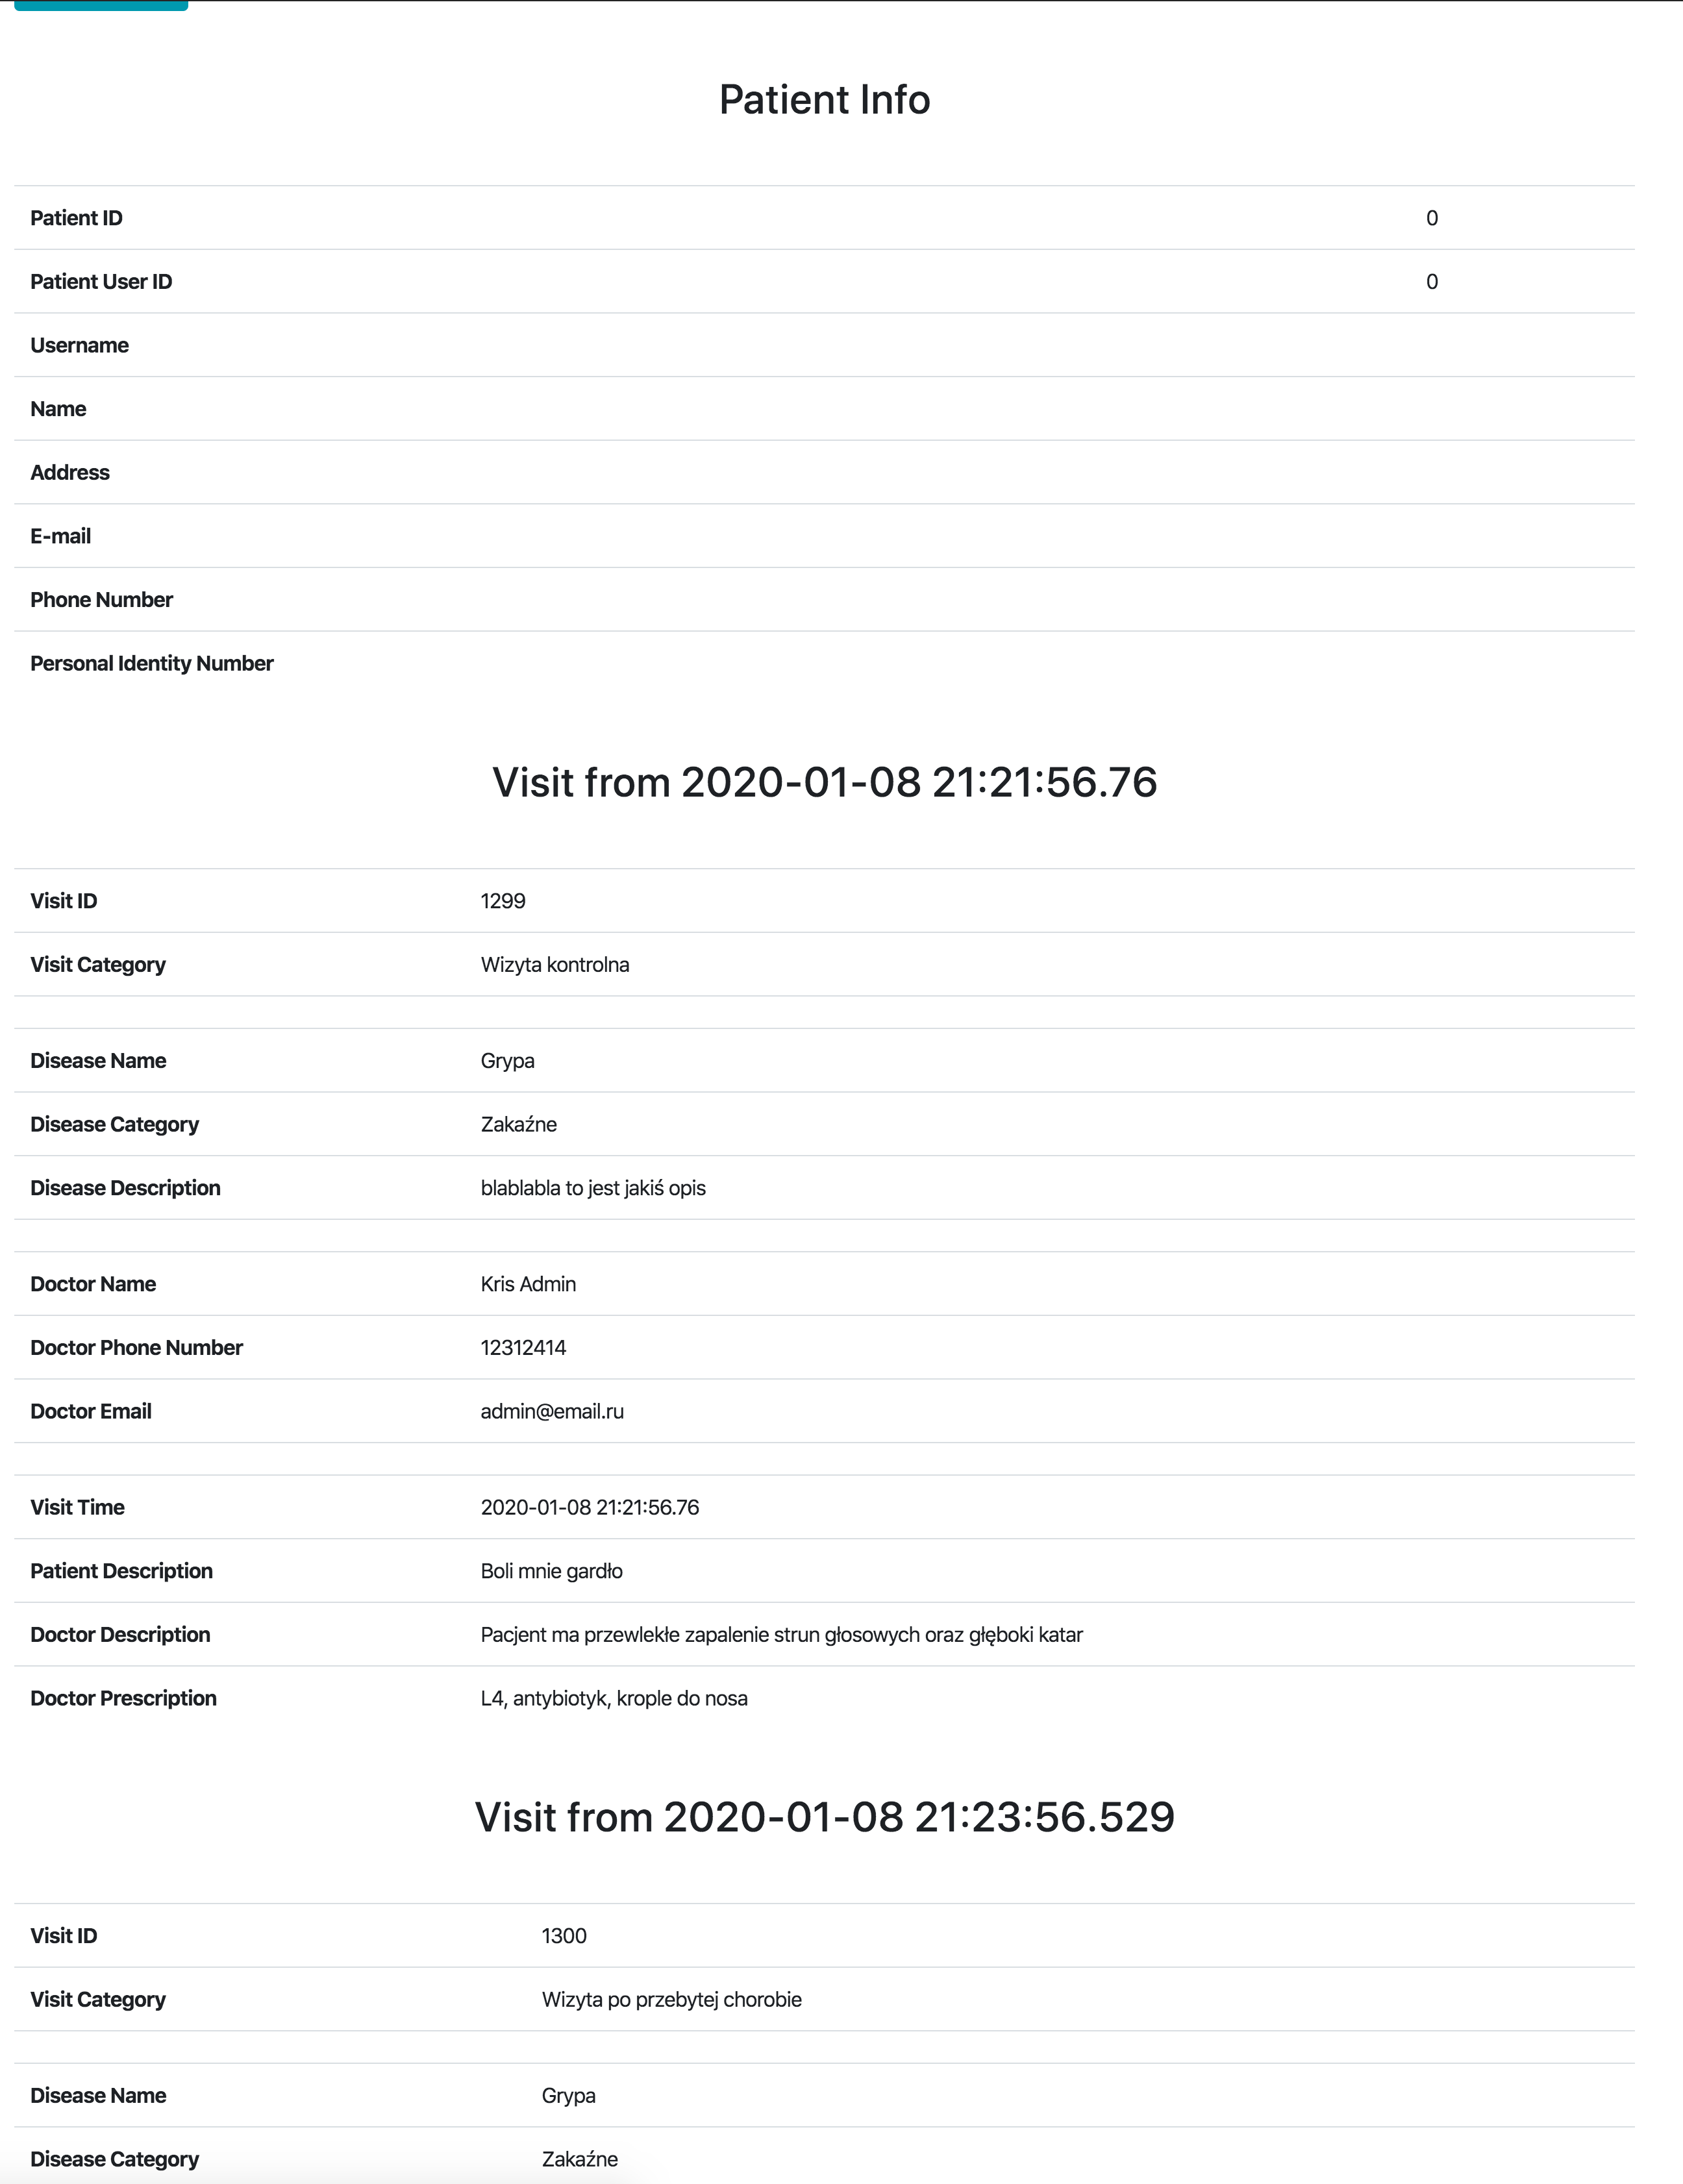 Patient Info
Patient ID 0
Patient User ID 0
Username
Name
Address
E-mail
Phone Number
Personal Identity Number
Visit from 2020-01-08 21:21:56.76
Visit ID 1299
Visit Category Wizyta kontrolna
Disease Name Grypa
Disease Category Zakaźne
Disease Description blablabla to jest jakiś opis
Doctor Name Kris Admin
Doctor Phone Number 12312414
Doctor Email admin@email.ru
Visit Time 2020-01-08 21:21:56.76
Patient Description Boli mnie gardło
Doctor Description Pacjent ma przewlekłe zapalenie strun głosowych oraz głęboki katar
Doctor Prescription L4, antybiotyk, krople do nosa
Visit from 2020-01-08 21:23:56.529
Visit ID 1300
Visit Category Wizyta po przebytej chorobie
Disease Name Grypa
Disease Category Zakaźne